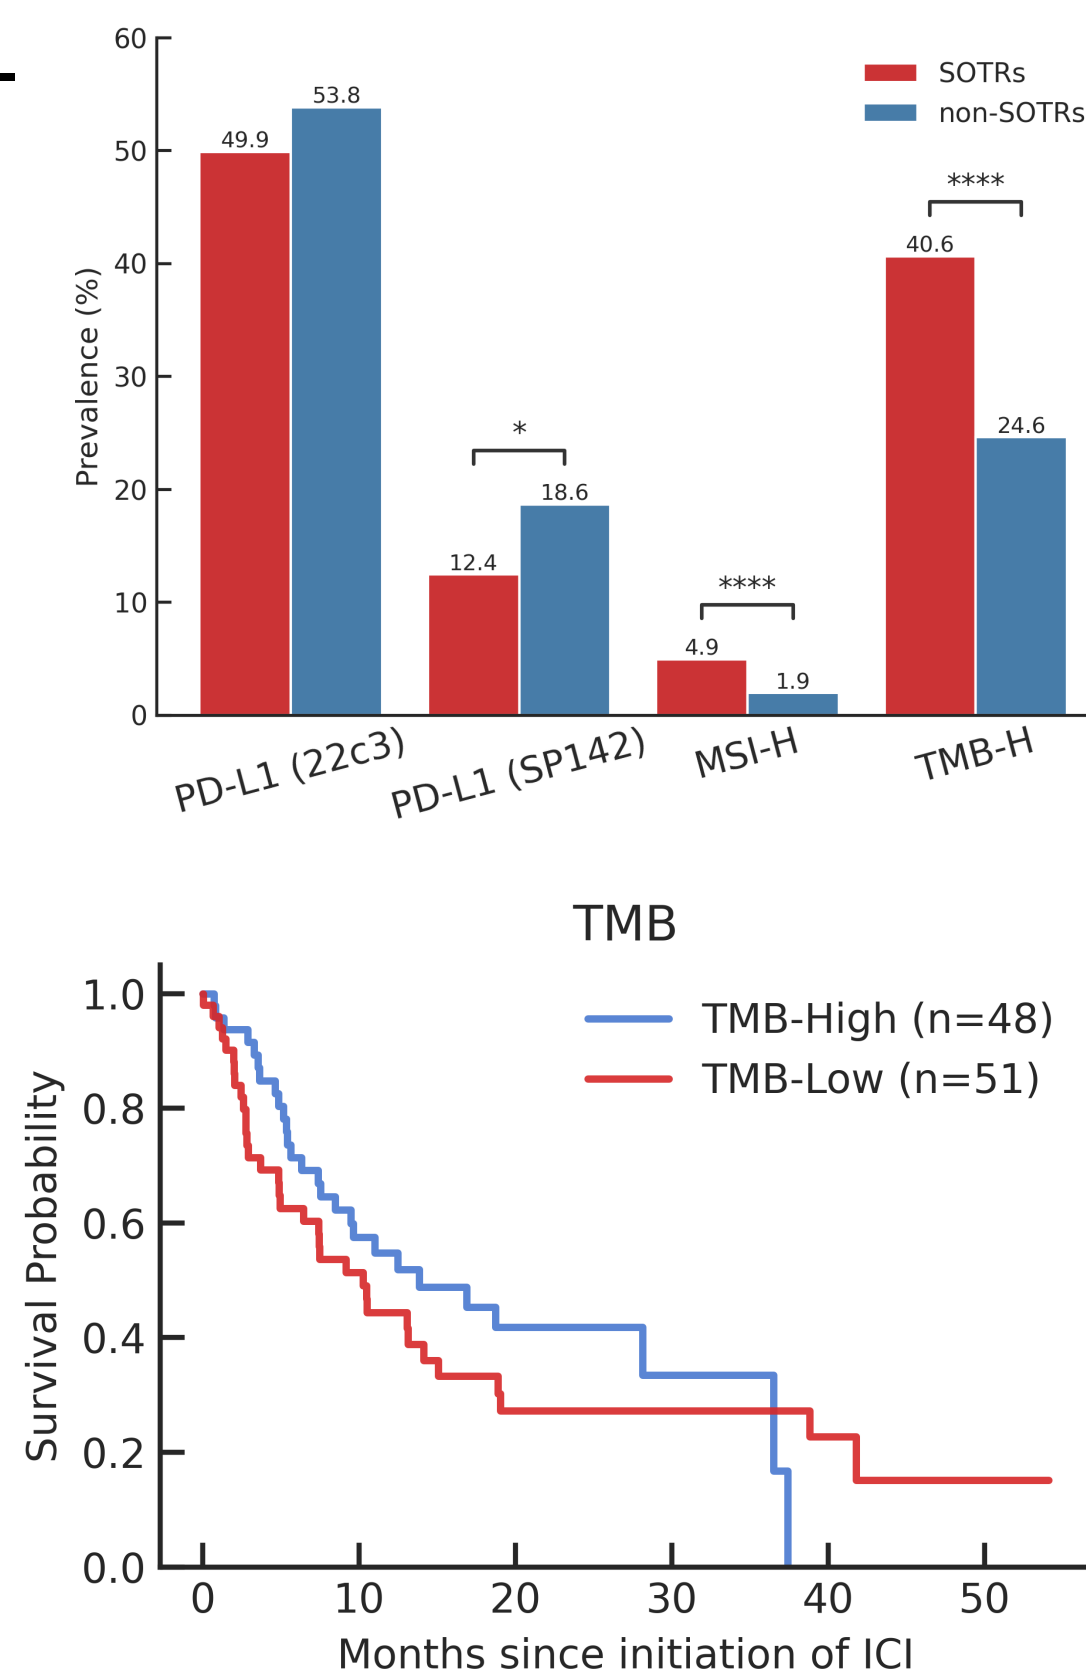 60
50
40
30
20
10
0
Prevalence (%)
SOTRs
non-SOTRs
49.9
53.8
*
12.4
18.6
****
4.9
1.9
****
40.6
24.6
PD-L1 (22c3)
PD-L1 (SP142)
MSI-H
TMB-H
TMB
TMB-High (n=48)
TMB-Low (n=51)
Survival Probability
1.0
0.8
0.6
0.4
0.2
0.0
0 10 20 30 40 50
Months since initiation of ICI